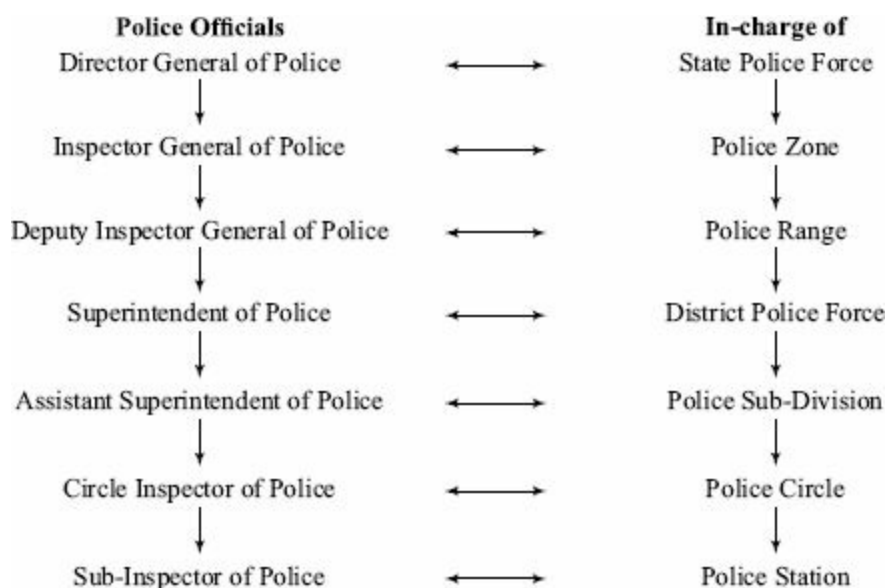 Police Officials In-charge of
Director General of Police State Police Force
Inspector General of Police Police Zone
Deputy Inspector General of Police Police Range
Superintendent of Police District Police Force
Assistant Superintendent of Police Police Sub-Division
Circle Inspector of Police Police Circle
Sub-Inspector of Police Police Station